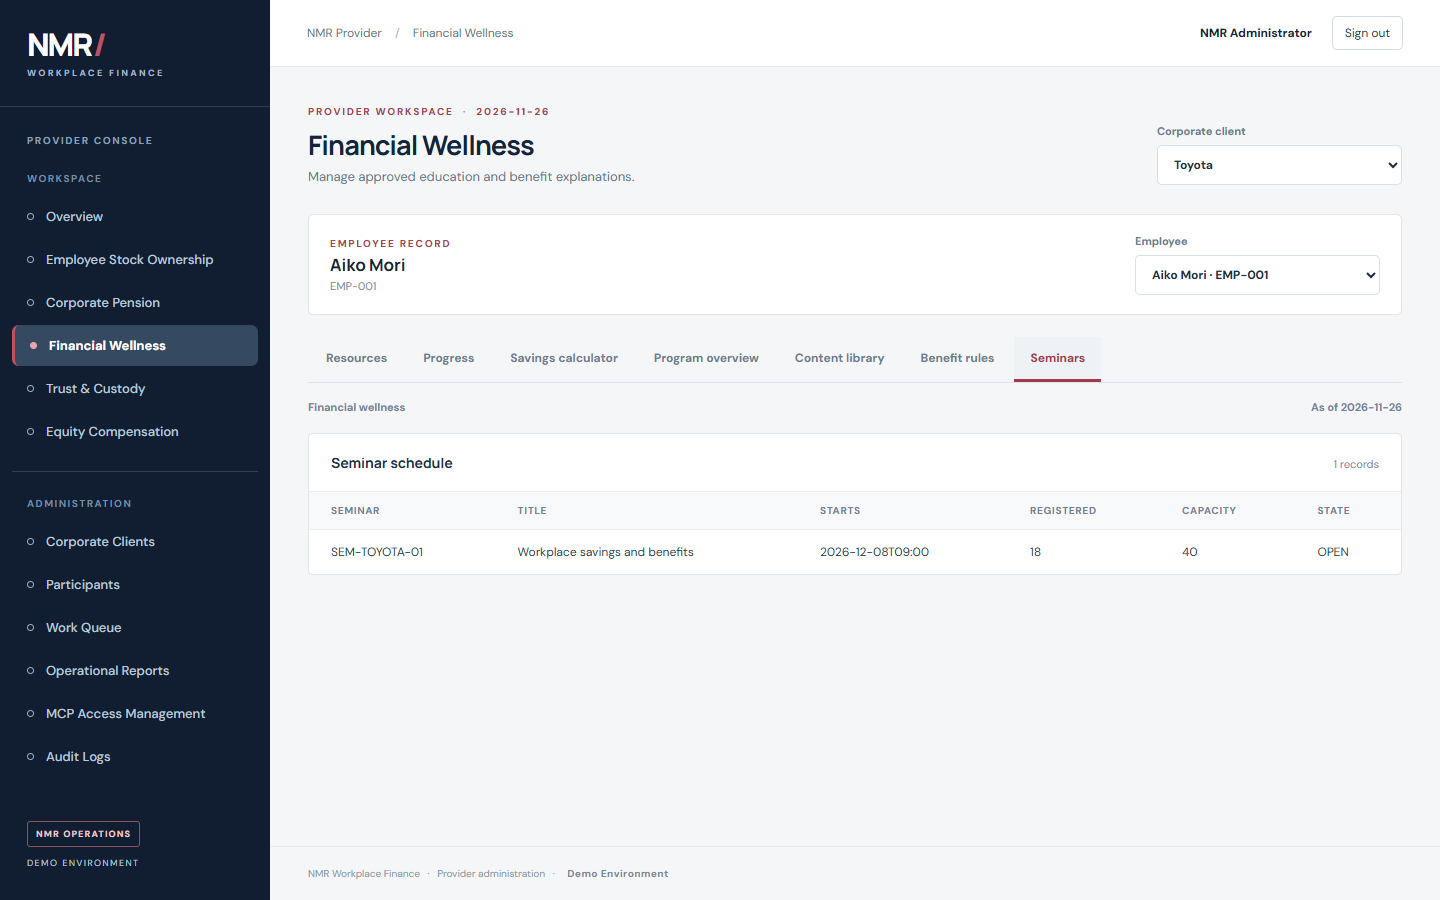 NMR/
WORKPLACE FINANCE
PROVIDER CONSOLE
WORKSPACE
Overview
Employee Stock Ownership
Corporate Pension
Financial Wellness
Trust & Custody
Equity Compensation
ADMINISTRATION
Corporate Clients
Participants
Work Queue
Operational Reports
MCP Access Management
Audit Logs
NMR OPERATIONS
DEMO ENVIRONMENT
NMR Provider / Financial Wellness
NMR Administrator Sign out
PROVIDER WORKSPACE · 2026-11-26
Financial Wellness
Manage approved education and benefit explanations.
Corporate client
Toyota
EMPLOYEE RECORD
Aiko Mori
EMP-001
Employee
Aiko Mori · EMP-001
Resources Progress Savings calculator Program overview Content library Benefit rules Seminars
Financial wellness As of 2026-11-26
Seminar schedule 1 records
SEMINAR TITLE STARTS REGISTERED CAPACITY STATE
SEM-TOYOTA-01 Workplace savings and benefits 2026-12-08T09:00 18 40 OPEN
NMR Workplace Finance · Provider administration · Demo Environment